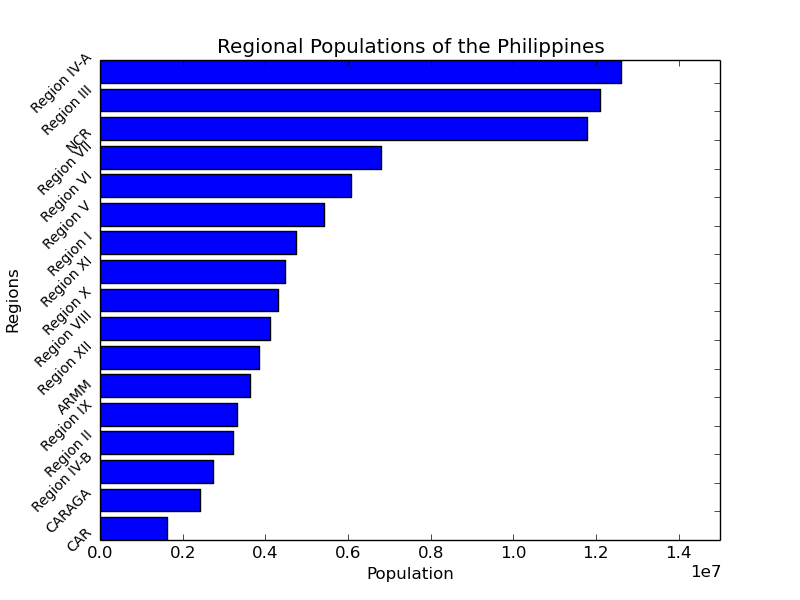 Regional Populations of the Philippines
Region IV-A
Region III
NCR
Region VII
Region VI
Region V
Region I
Region XI
Region X
Region VIII
Region XII
ARMM
Region IX
Region II
Region IV-B
CARAGA
CAR
Regions
0.0 0.2 0.4 0.6 0.8 1.0 1.2 1.4
1e7
Population